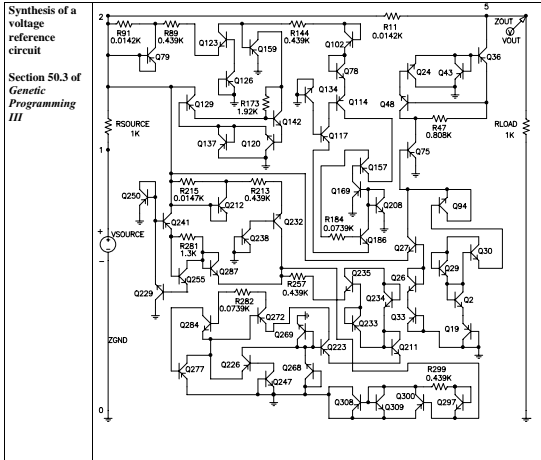 Synthesis of a
voltage
reference
circuit
Section 50.3 of
Genetic
Programming
III
2
5
ZOUT
VOUT
R91
0.0142K
R89
0.439K
Q79
Q123
Q159
R144
0.439K
Q102
R11
0.0142K
Q36
Q126
Q78
Q24
Q43
Q129
R173
1.92K
Q142
Q134
Q114
Q48
RSOURCE
1K
Q137
Q120
Q117
R47
0.808K
RLOAD
1K
Q75
1
Q157
Q250
R215
0.0147K
R213
0.439K
Q169
Q212
Q208
Q94
Q241
Q232
R184
0.0739K
Q186
VSOURCE
+
−
R281
1.3K
Q238
Q27
Q30
Q255
Q287
R257
0.439K
Q235
Q26
Q29
Q229
R282
0.0739K
Q234
Q2
Q284
Q272
Q269
Q233
Q33
Q19
ZGND
Q223
Q211
Q277
Q226
Q247
Q268
R299
0.439K
Q308
Q309
Q300
Q297
0